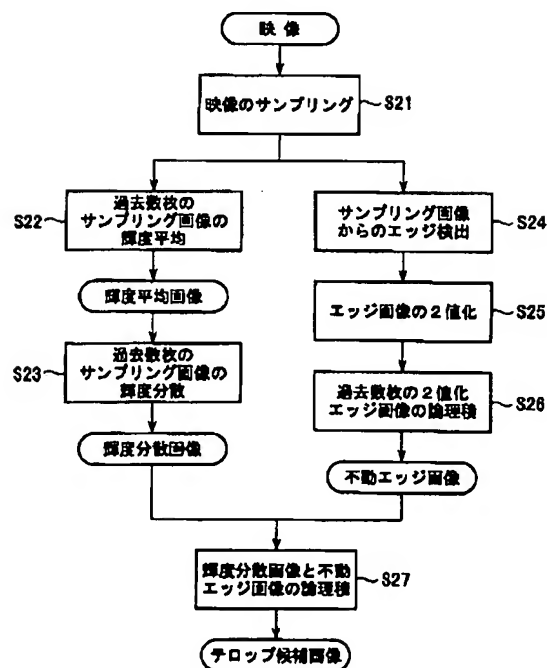 映像
映像のサンプリング
S21
S22
過去数枚の
サンプリング画像の
輝度平均
輝度平均画像
S23
過去数枚の
サンプリング画像の
輝度分散
輝度分散画像
サンプリング画像
からのエッジ検出
S24
エッジ画像の2値化
S25
過去数枚の2値化
エッジ画像の論理積
S26
不動エッジ画像
輝度分散画像と不動
エッジ画像の論理積
S27
テロップ候補画像